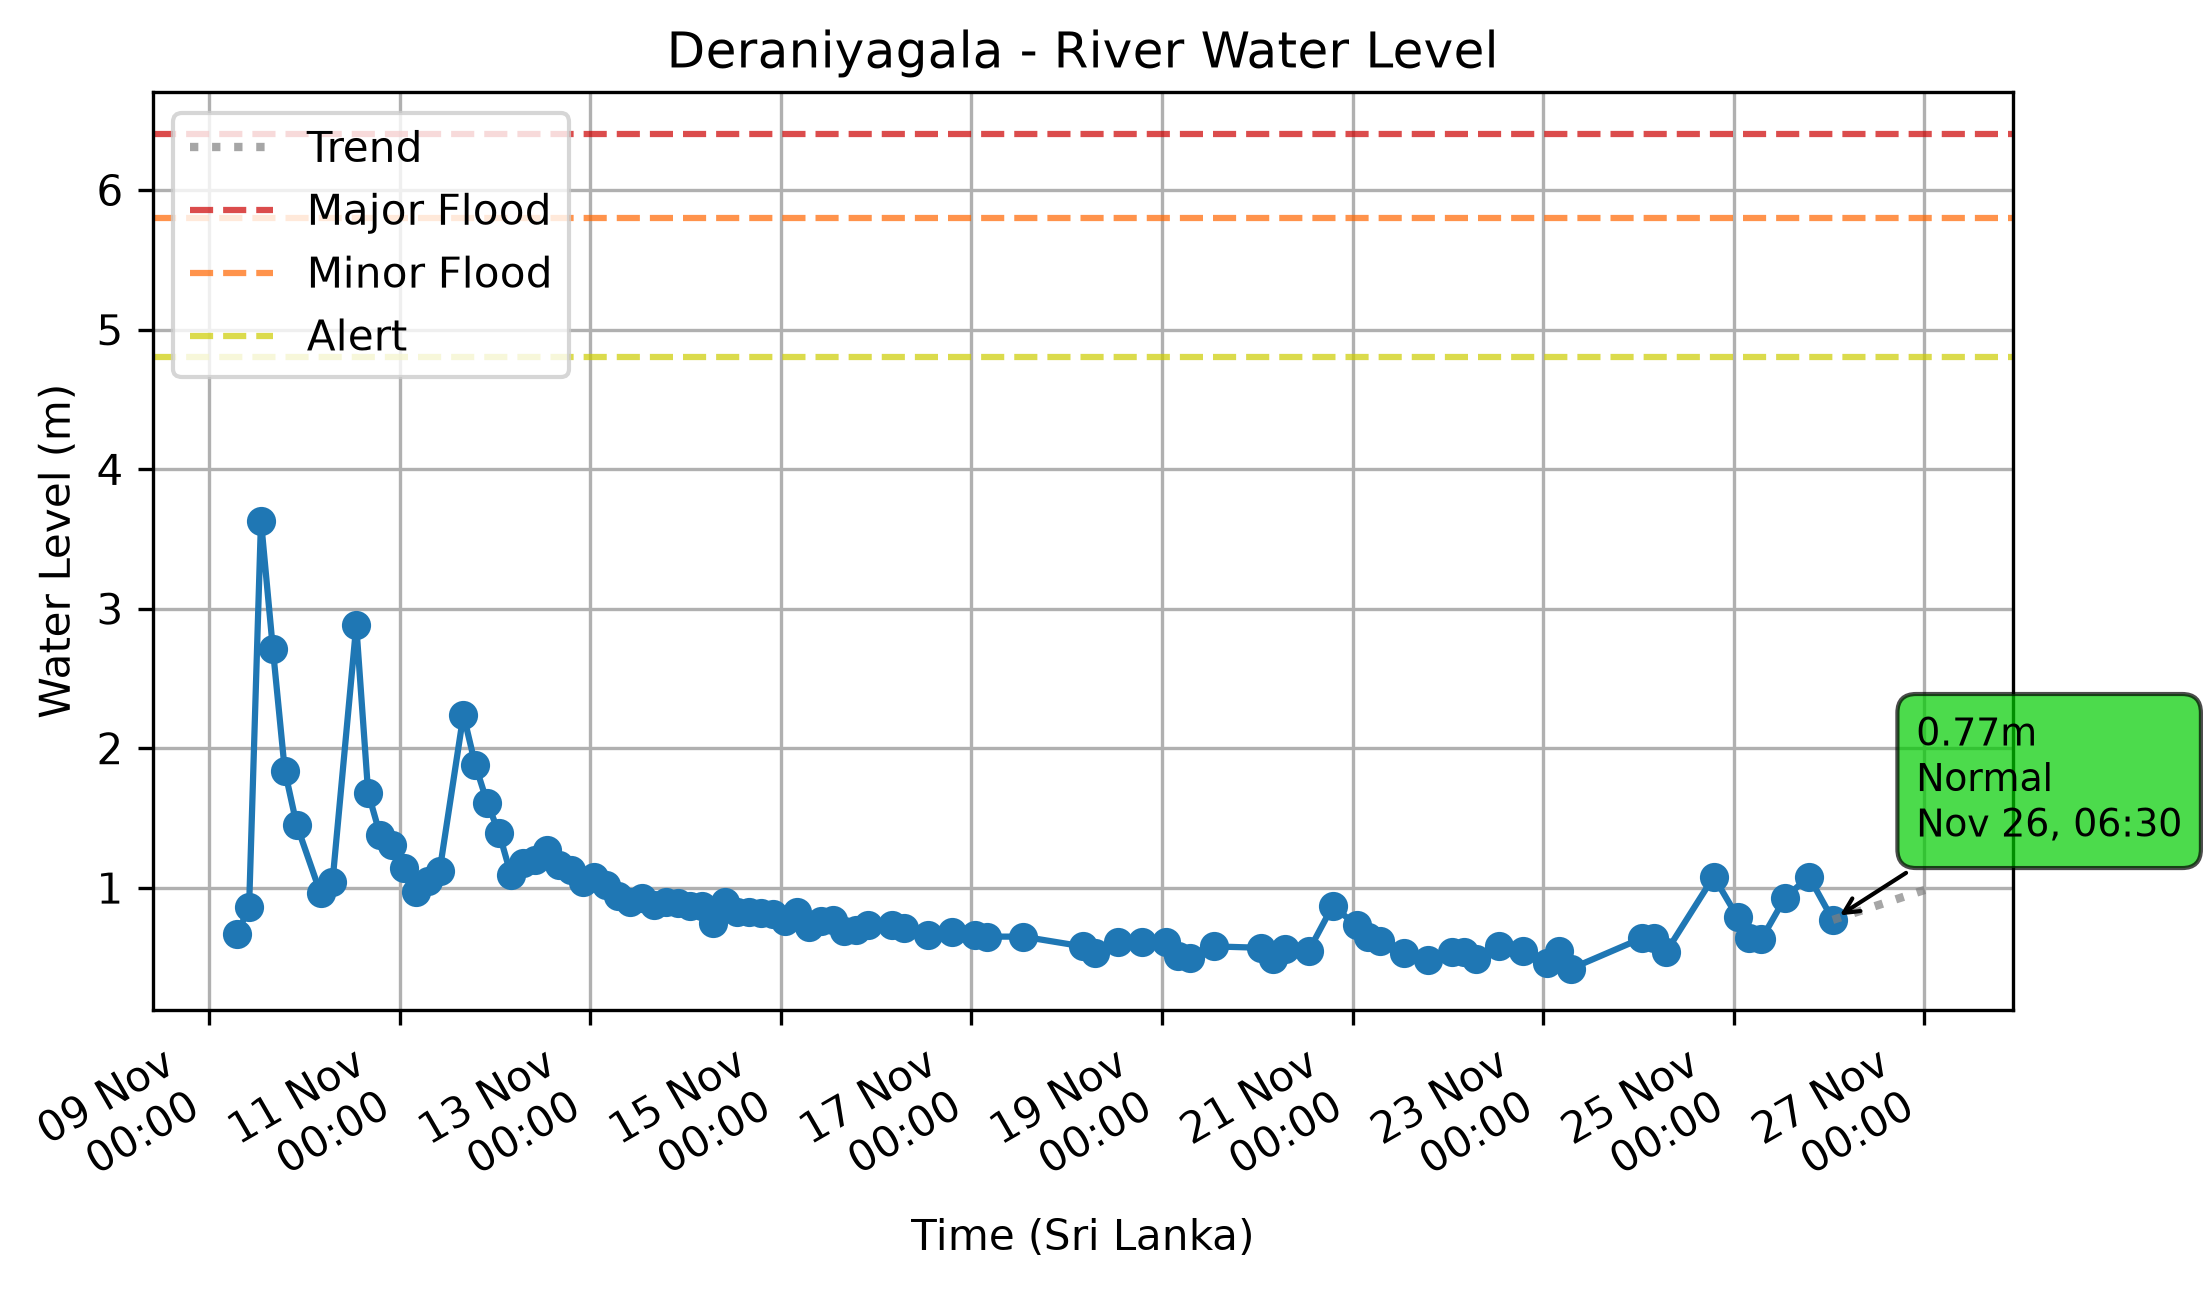 Deraniyagala - River Water Level
Trend
Major Flood
Minor Flood
Alert
Water Level (m)
6
5
4
3
2
1
0.77m
Normal
Nov 26, 06:30
09 Nov
00:00
11 Nov
00:00
13 Nov
00:00
15 Nov
00:00
17 Nov
00:00
19 Nov
00:00
21 Nov
00:00
23 Nov
00:00
25 Nov
00:00
27 Nov
00:00
Time (Sri Lanka)